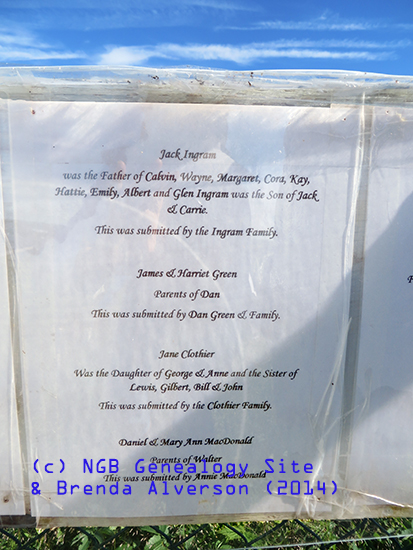 Jack Ingram
was the Father of Calvin, Wayne, Margaret, Cora, Kay,
Hattie, Emily, Albert and Glen Ingram was the Son of Jack
& Carrie.
This was submitted by the Ingram Family.
James & Harriet Green
Parents of Dan
This was submitted by Dan Green & Family.
Jane Clothier
Was the Daughter of George & Anne and the Sister of
Lewis, Gilbert, Bill & John
This was submitted by the Clothier Family.
Daniel & Mary Ann MacDonald
Parents of Walter
This was submitted by Annie MacDonald
(c) NGB Genealogy Site
& Brenda Alverson (2014)